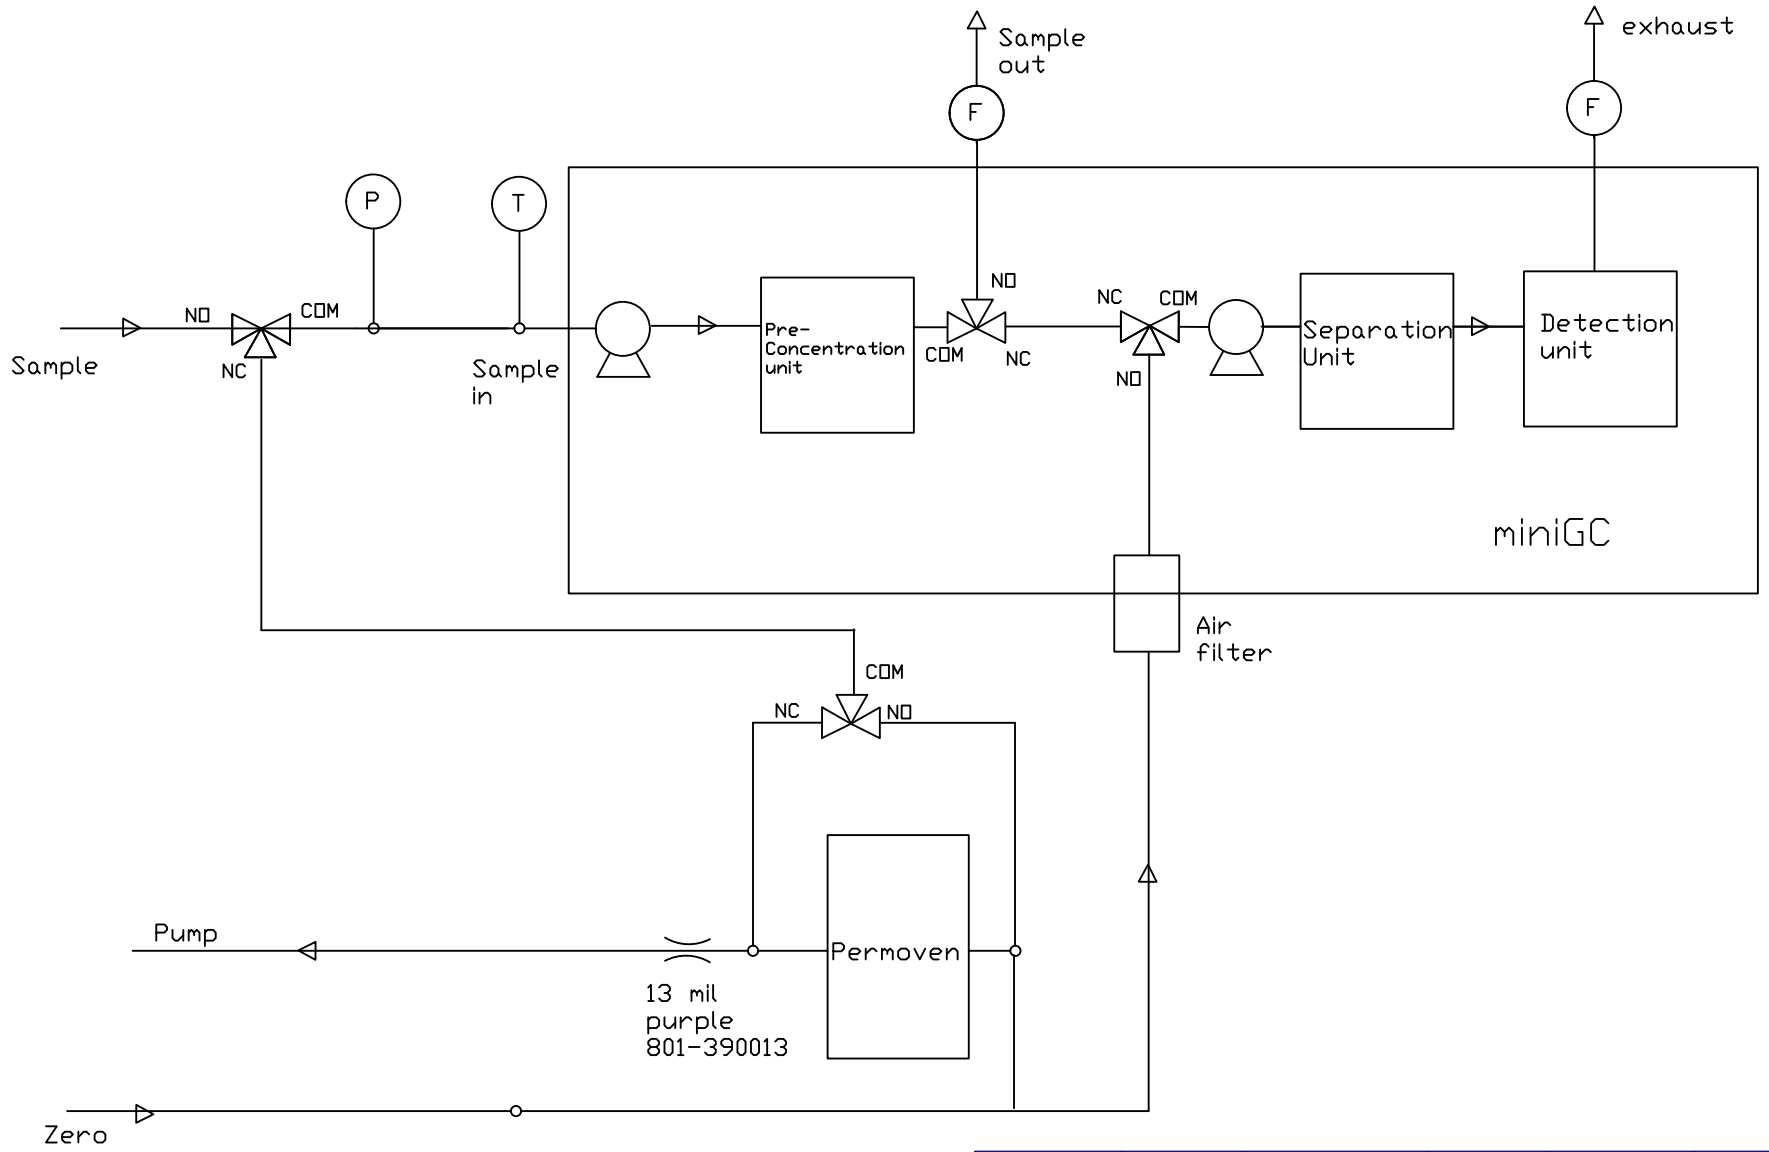 Sample
out
exhaust
F
F
P
T
NO
COM
NO
NC
COM
Sample
NC
Sample
in
Pre-
Concentration
unit
COM
NC
NO
Separation
Unit
Detection
unit
miniGC
Air
filter
COM
NC
NO
Pump
Permoven
13 mil
purple
801-390013
Zero